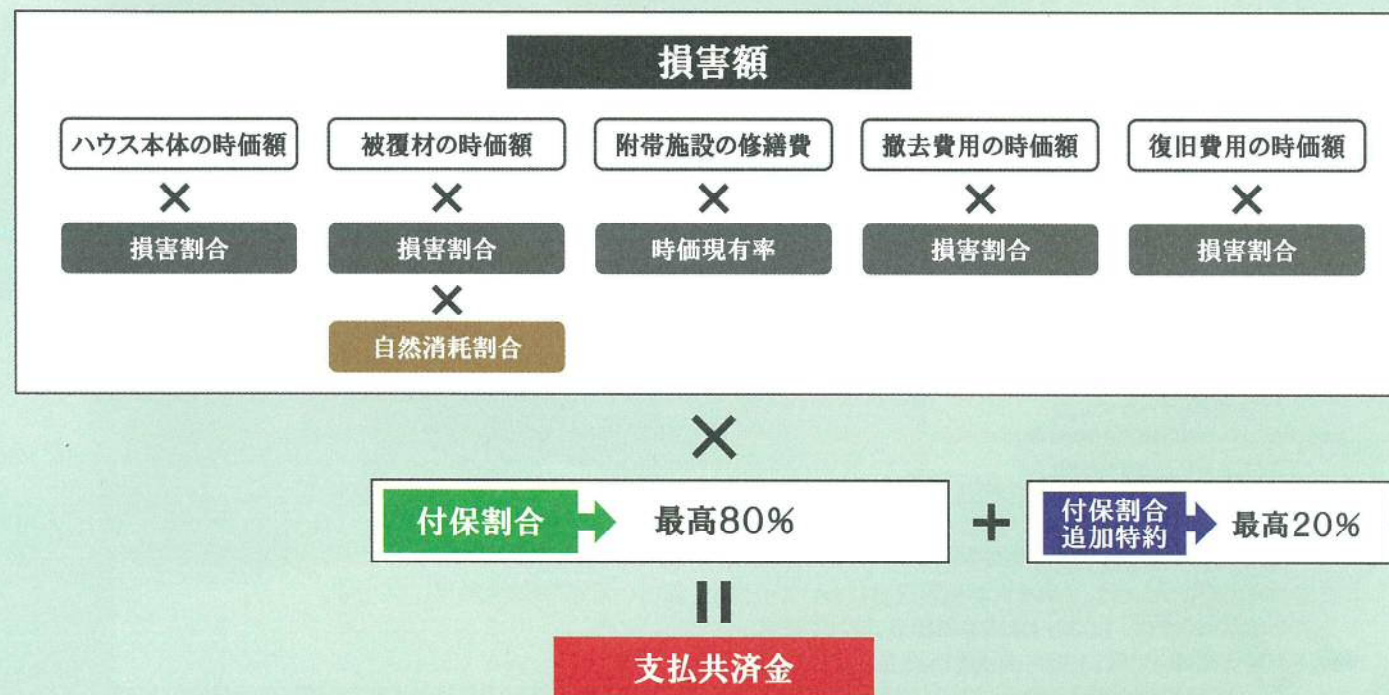 損害額
ハウス本体の時価額 被覆材の時価額 附帯施設の修繕費 撤去費用の時価額 復旧費用の時価額
× × × × ×
損害割合 損害割合 時価現有率 損害割合 損害割合
×
自然消耗割合
×
付保割合 最高80% + 付保割合 最高20%
追加特約
=
支払共済金